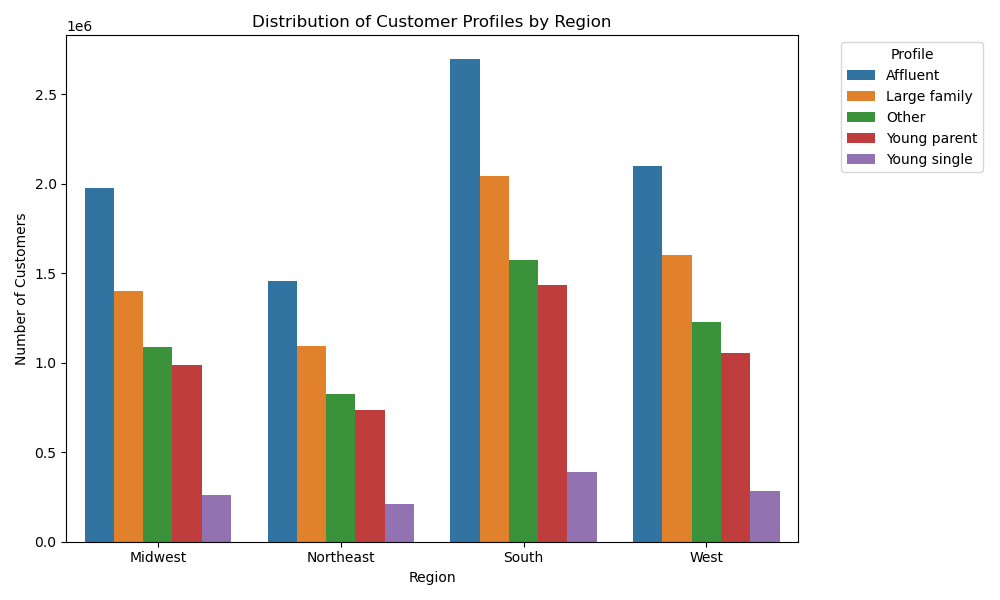 Distribution of Customer Profiles by Region
1e6
Profile
Affluent
Large family
Other
Young parent
Young single
Number of Customers
2.5
2.0
1.5
1.0
0.5
0.0
Midwest
Northeast
South
West
Region